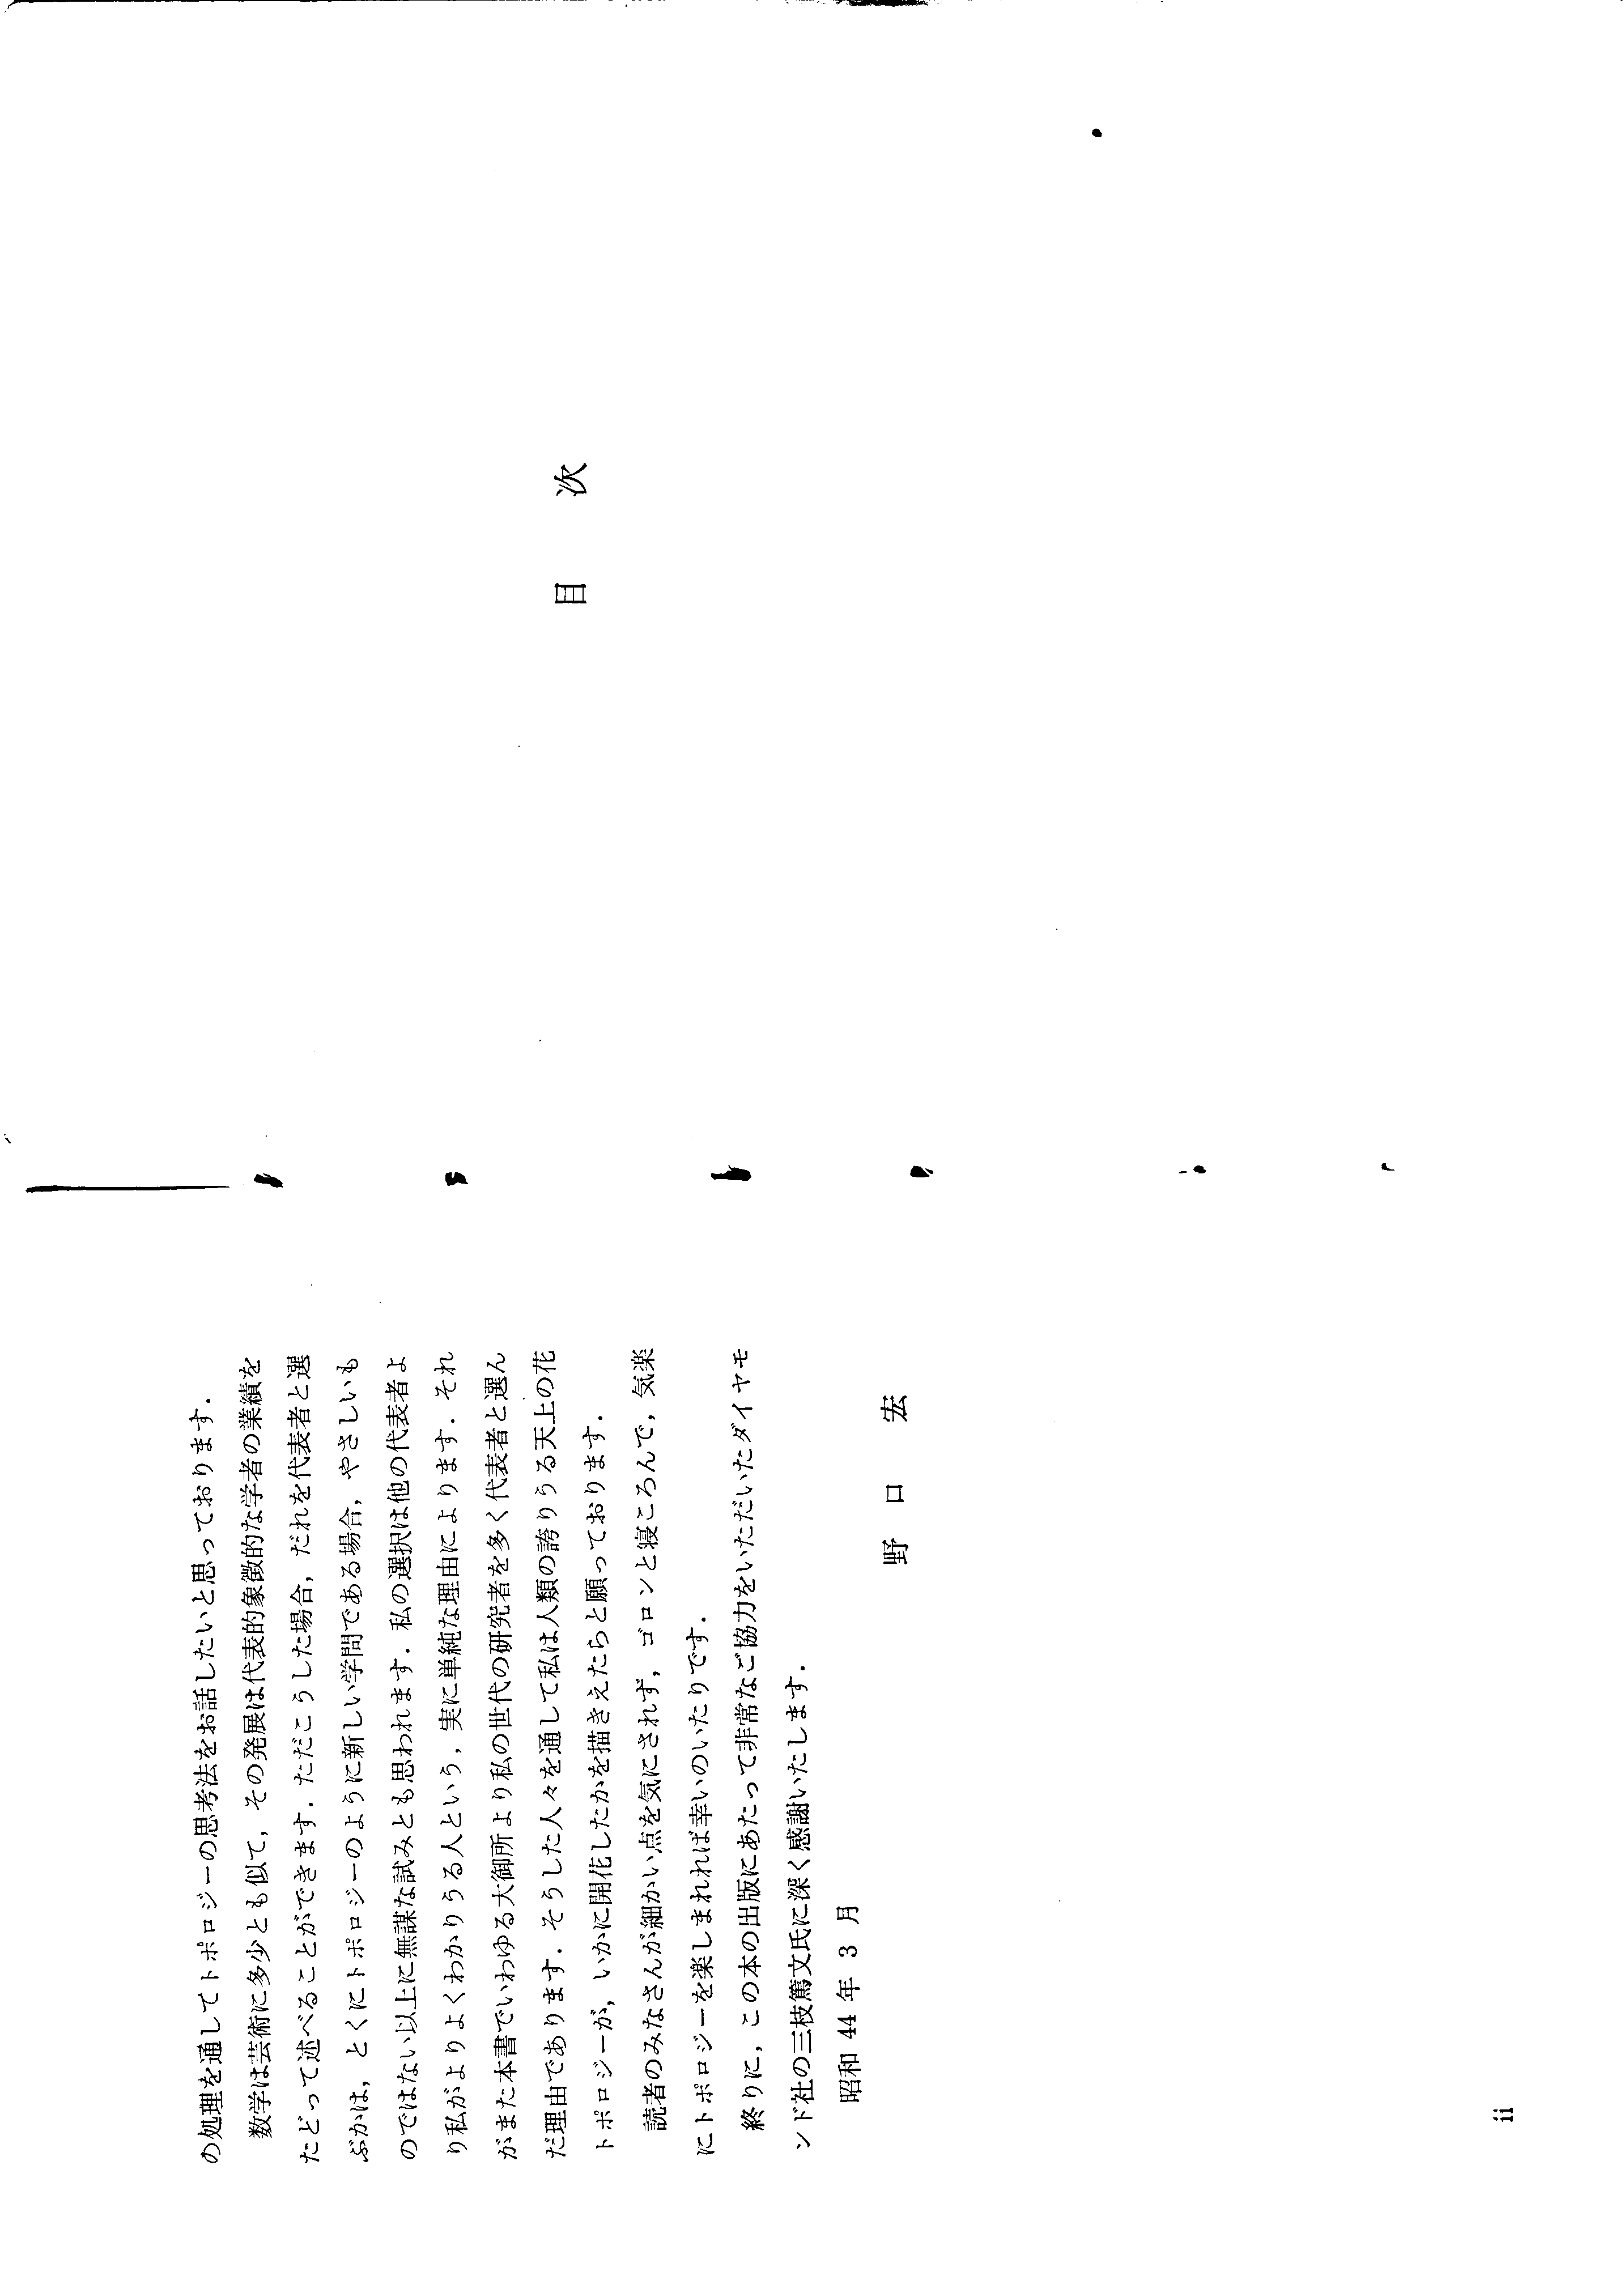 の処理を通してトポロジーの思考法をお話したいと思っております．
数学は芸術に多少とも似て，その発展は代表的象徴的な学者の業績を
たどって述べることができます．ただこうした場合，だれを代表者と選
ぶかは，とくにトポロジーのように新しい学問である場合，やさしいも
のではない以上に無謀な試みとも思われます．私の選択は他の代表者よ
り私がよりよくわかりうる人という，実に単純な理由によります．それ
がまた本書でいわゆる大御所より私の世代の研究者を多く代表者と選ん
だ理由であります．そうした人々を通して私は人類の誇りうる天上の花
トポロジーが，いかに開花したかを描きえたらと願っております．
読者のみなさんが細かい点を気にされず，ゴロンと寝ころんで，気楽
にトポロジーを楽しまれれば幸いのいたりです．
終りに，この本の出版にあたって非常なご協力をいただいたダイヤモ
ンド社の三枝篤文氏に深く感謝いたします．
昭和 44 年 3 月
野 口 宏
ii
目 次